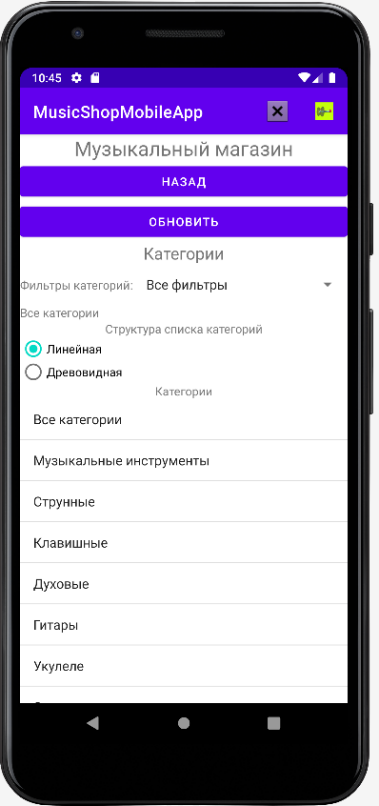 10:45
MusicShopMobileApp
Музыкальный магазин
НАЗАД
ОБНОВИТЬ
Категории
Фильтры категорий: Все фильтры
Все категории
Структура списка категорий
Линейная
Древовидная
Категории
Все категории
Музыкальные инструменты
Струнные
Клавишные
Духовые
Гитары
Укулеле